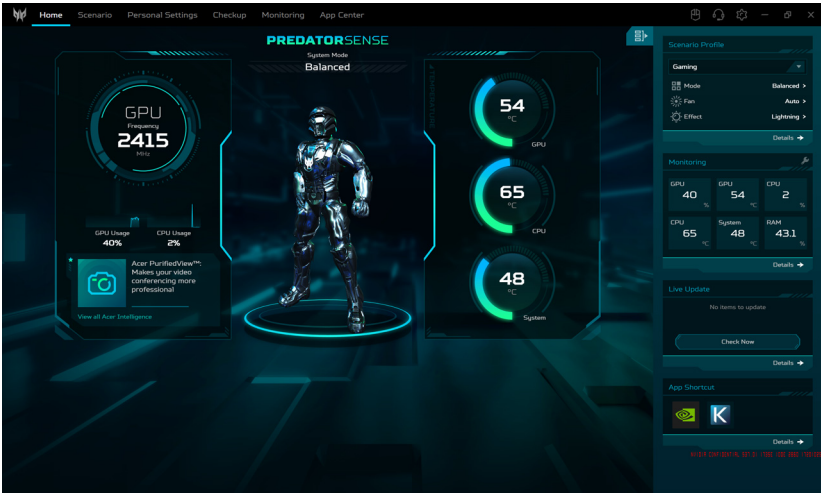 Home Scenario Personal Settings Checkup Monitoring App Center
PREDATORSENSE
System Mode
Balanced
GPU
Frequency
2415
MHz
GPU Usage CPU Usage
40% 2%
Acer PurifiedView™:
Makes your video
conferencing more
professional
View all Acer Intelligence
54
°C
GPU
65
°C
CPU
48
°C
System
Scenario Profile
Gaming
Mode Balanced >
Fan Auto >
Effect Lightning >
Details →
Monitoring
GPU GPU CPU
40 54 2
% °C %
CPU System RAM
65 48 43.1
°C °C %
Details →
Live Update
No items to update
Check Now
Details →
App Shortcut
K
Details →
NVIDIA CONFIDENTIAL